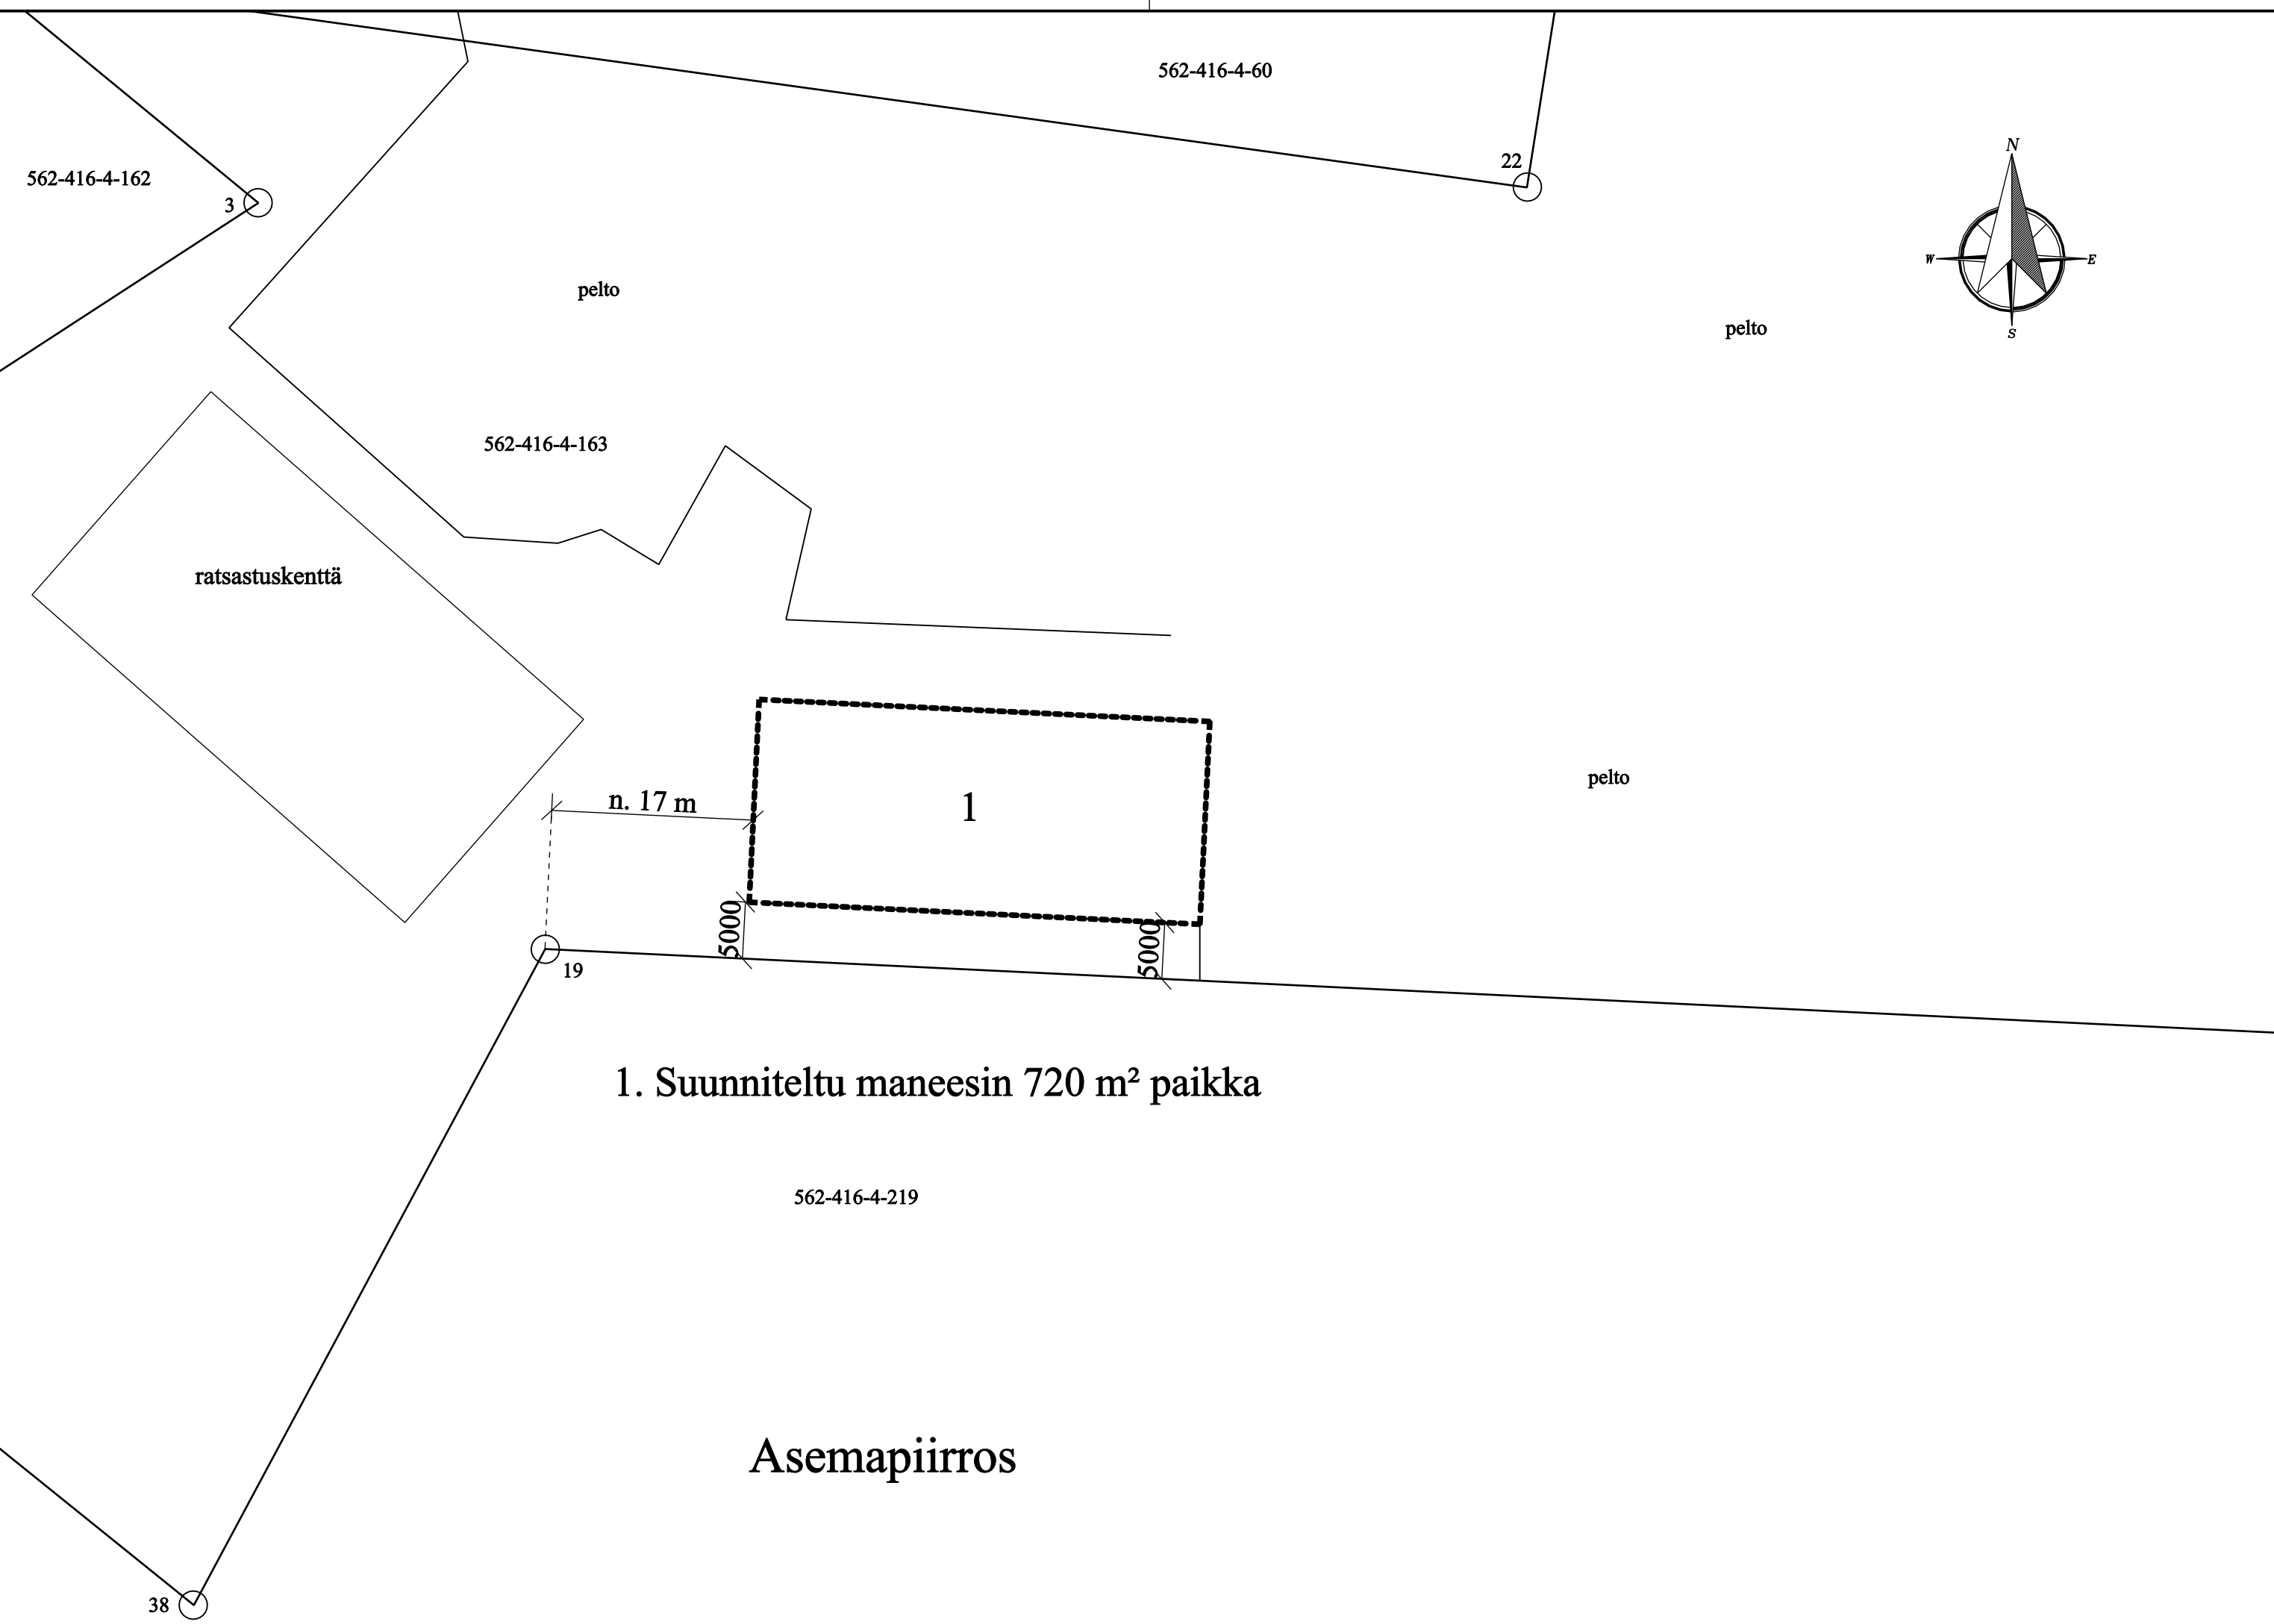 562-416-4-60
N
22
562-416-4-162
3
W
E
pelto
pelto
S
562-416-4-163
ratsastuskenttä
pelto
n. 17 m
1
5000
5000
19
1. Suunniteltu maneesin 720 m² paikka
562-416-4-219
Asemapiirros
38